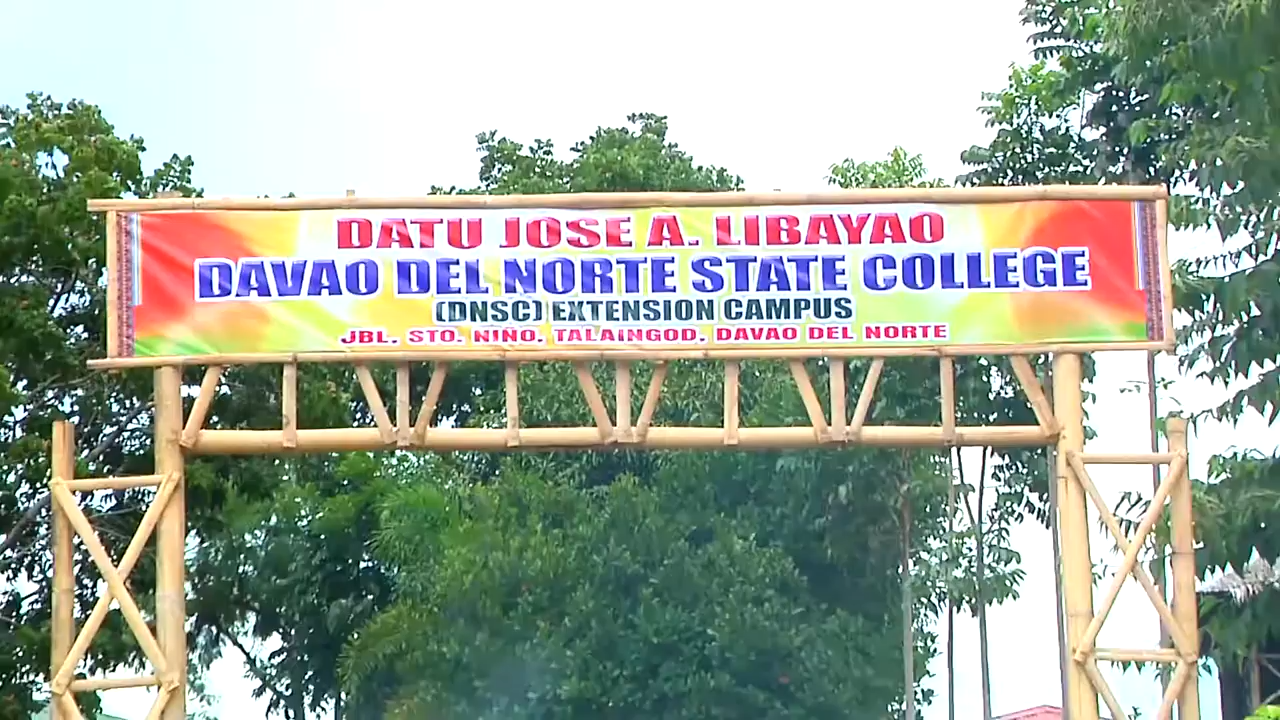 DATU JOSE A. LIBAYAO
DAVAO DEL NORTE STATE COLLEGE
(DNSC) EXTENSION CAMPUS
JBL. STO. NIÑO. TALAINGOD. DAVAO DEL NORTE